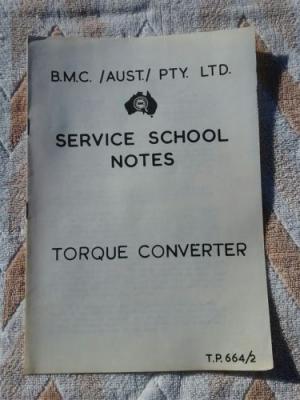 B.M.C. /AUST./ PTY. LTD.
SERVICE SCHOOL
NOTES
TORQUE CONVERTER
T.P. 664/2